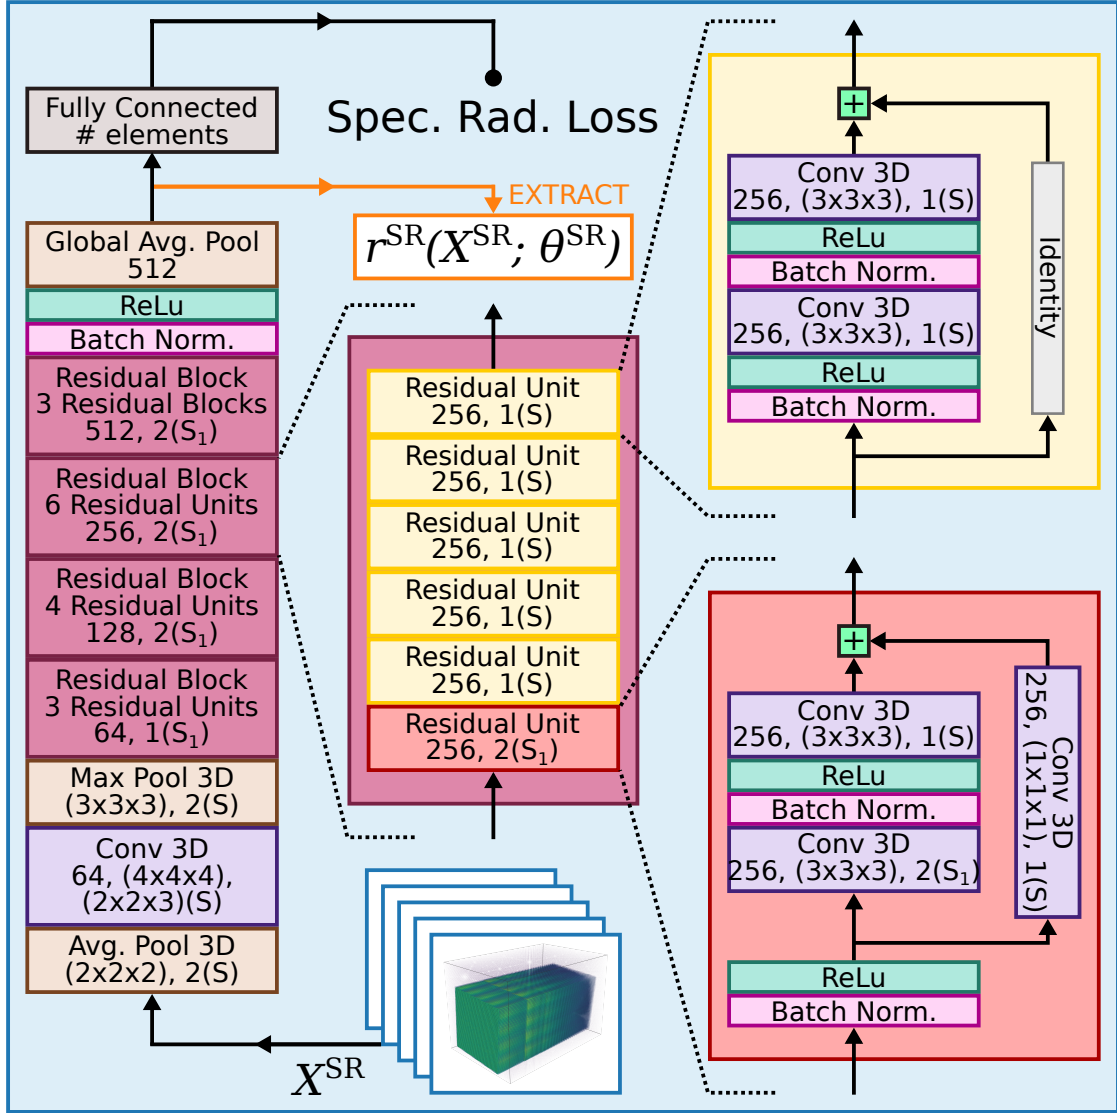 Fully Connected
# elements
Spec. Rad. Loss
EXTRACT
r^SR(X^SR; θ^SR)
Global Avg. Pool
512
ReLu
Batch Norm.
Residual Block
3 Residual Blocks
512, 2(S₁)
Residual Block
6 Residual Units
256, 2(S₁)
Residual Block
4 Residual Units
128, 2(S₁)
Residual Block
3 Residual Units
64, 1(S₁)
Max Pool 3D
(3x3x3), 2(S)
Conv 3D
64, (4x4x4),
(2x2x3)(S)
Avg. Pool 3D
(2x2x2), 2(S)
X^SR
Residual Unit
256, 1(S)
Residual Unit
256, 1(S)
Residual Unit
256, 1(S)
Residual Unit
256, 1(S)
Residual Unit
256, 1(S)
Residual Unit
256, 2(S₁)
+
Conv 3D
256, (3x3x3), 1(S)
ReLu
Batch Norm.
Conv 3D
256, (3x3x3), 1(S)
ReLu
Batch Norm.
Identity
+
Conv 3D
256, (3x3x3), 1(S)
ReLu
Batch Norm.
Conv 3D
256, (3x3x3), 2(S₁)
ReLu
Batch Norm.
Conv 3D
256, (1x1x1), 1(S)